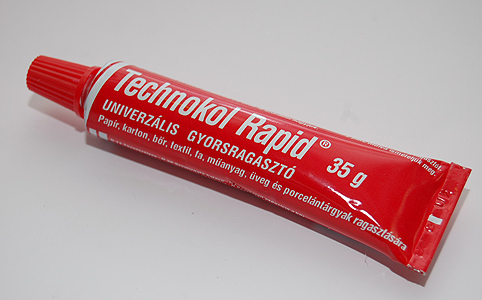 Technokol Rapid®
UNIVERZÁLIS GYORSRAGASZTÓ 35 g
Papír, karton, bőr, textil, fa, műanyag, üveg és porcelántárgyak ragasztására